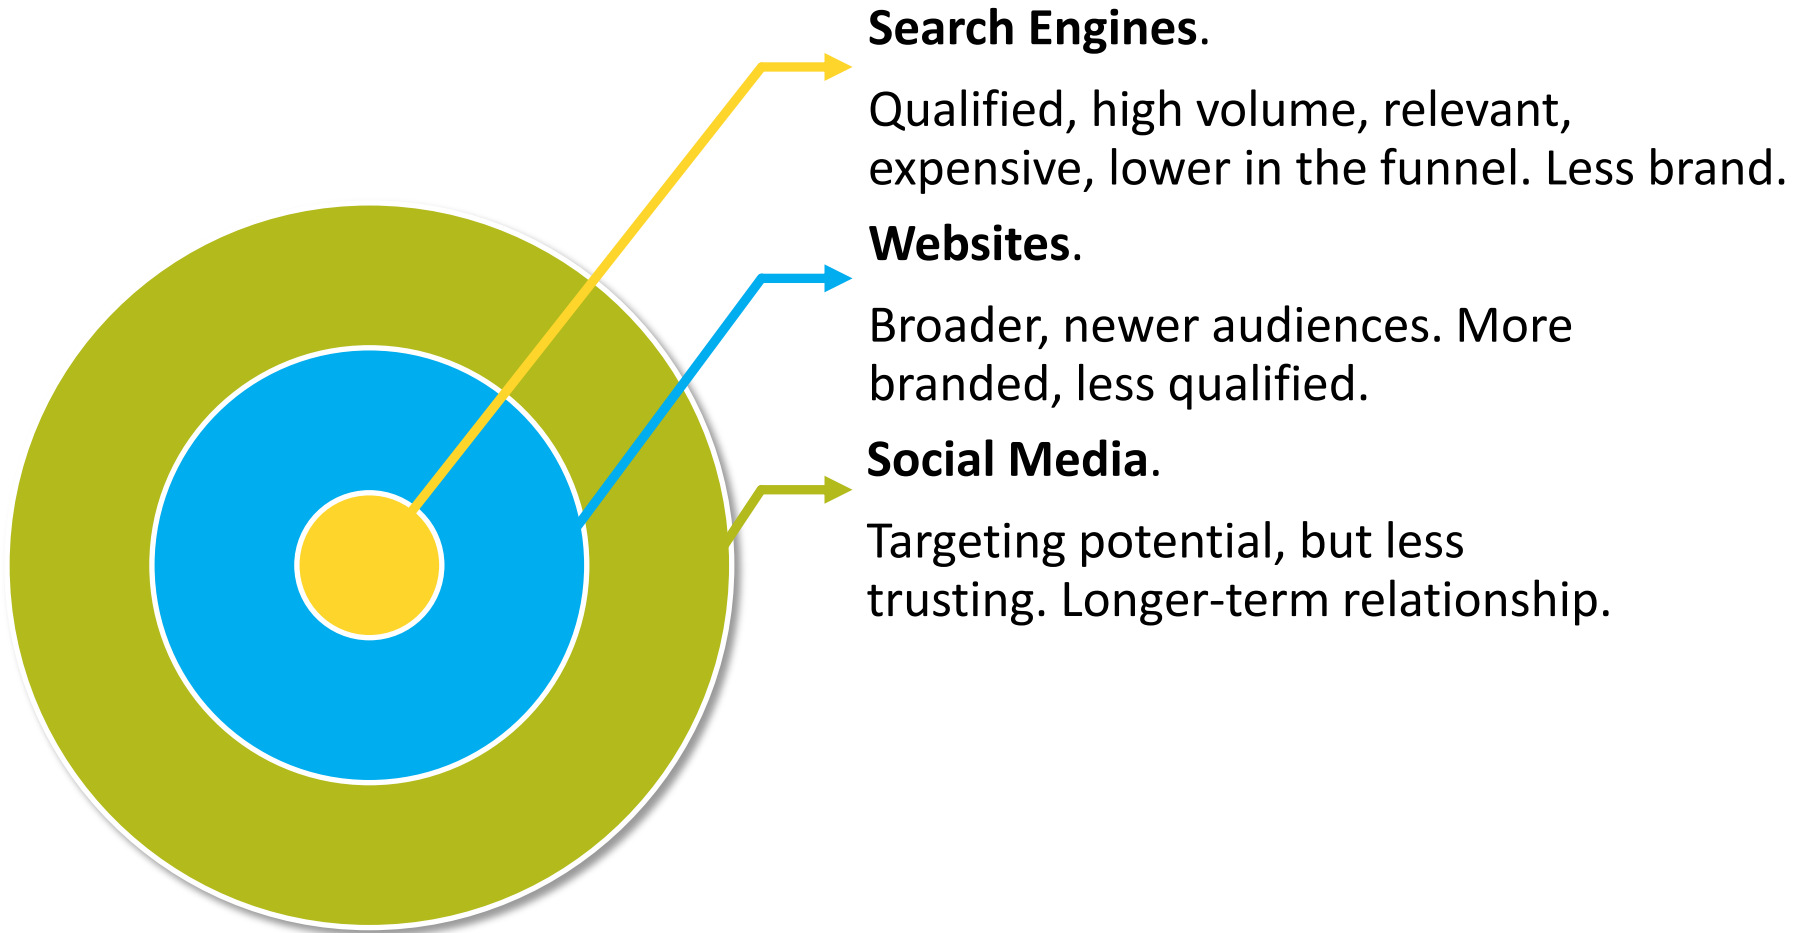 Search Engines.
Qualified, high volume, relevant,
expensive, lower in the funnel. Less brand.
Websites.
Broader, newer audiences. More
branded, less qualified.
Social Media.
Targeting potential, but less
trusting. Longer-term relationship.